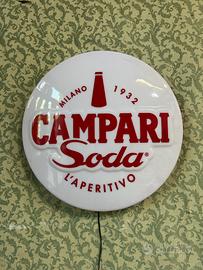 MILANO 1932
CAMPARI
Soda®
L'APERITIVO